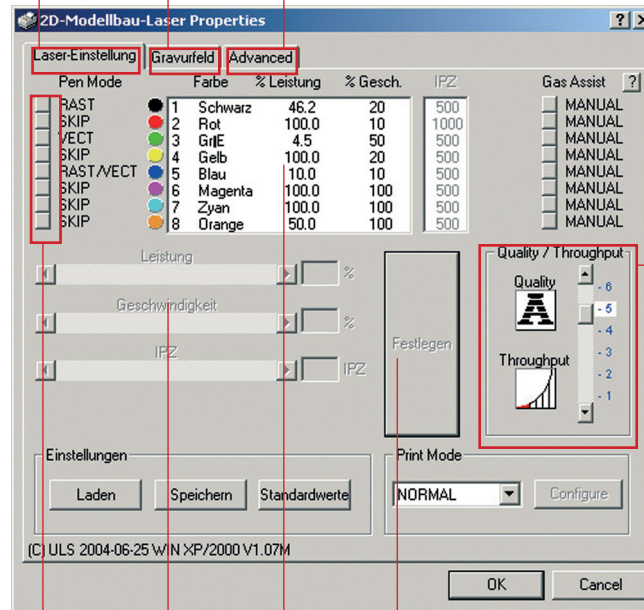 2D-Modellbau-Laser Properties
Laser-Einstellung Gravurfeld Advanced
Pen Mode Farbe % Leistung % Gesch. IPZ Gas Assist ?
RAST 1 Schwarz 46.2 20 500 MANUAL
SKIP 2 Rot 100.0 10 1000 MANUAL
VECT 3 GrIE 4.5 50 500 MANUAL
SKIP 4 Gelb 100.0 20 500 MANUAL
RAST/VECT 5 Blau 10.0 10 500 MANUAL
SKIP 6 Magenta 100.0 100 500 MANUAL
SKIP 7 Zyan 100.0 100 500 MANUAL
SKIP 8 Orange 50.0 100 500 MANUAL
Leistung
%
Geschwindigkeit
%
IPZ
IPZ
Festlegen
Quality / Throughput
Quality
A
Throughput
- 6
- 5
- 4
- 3
- 2
- 1
Einstellungen
Laden Speichern Standardwerte
Print Mode
NORMAL Configure
(C) ULS 2004-06-25 WIN XP/2000 V1.07M
OK Cancel